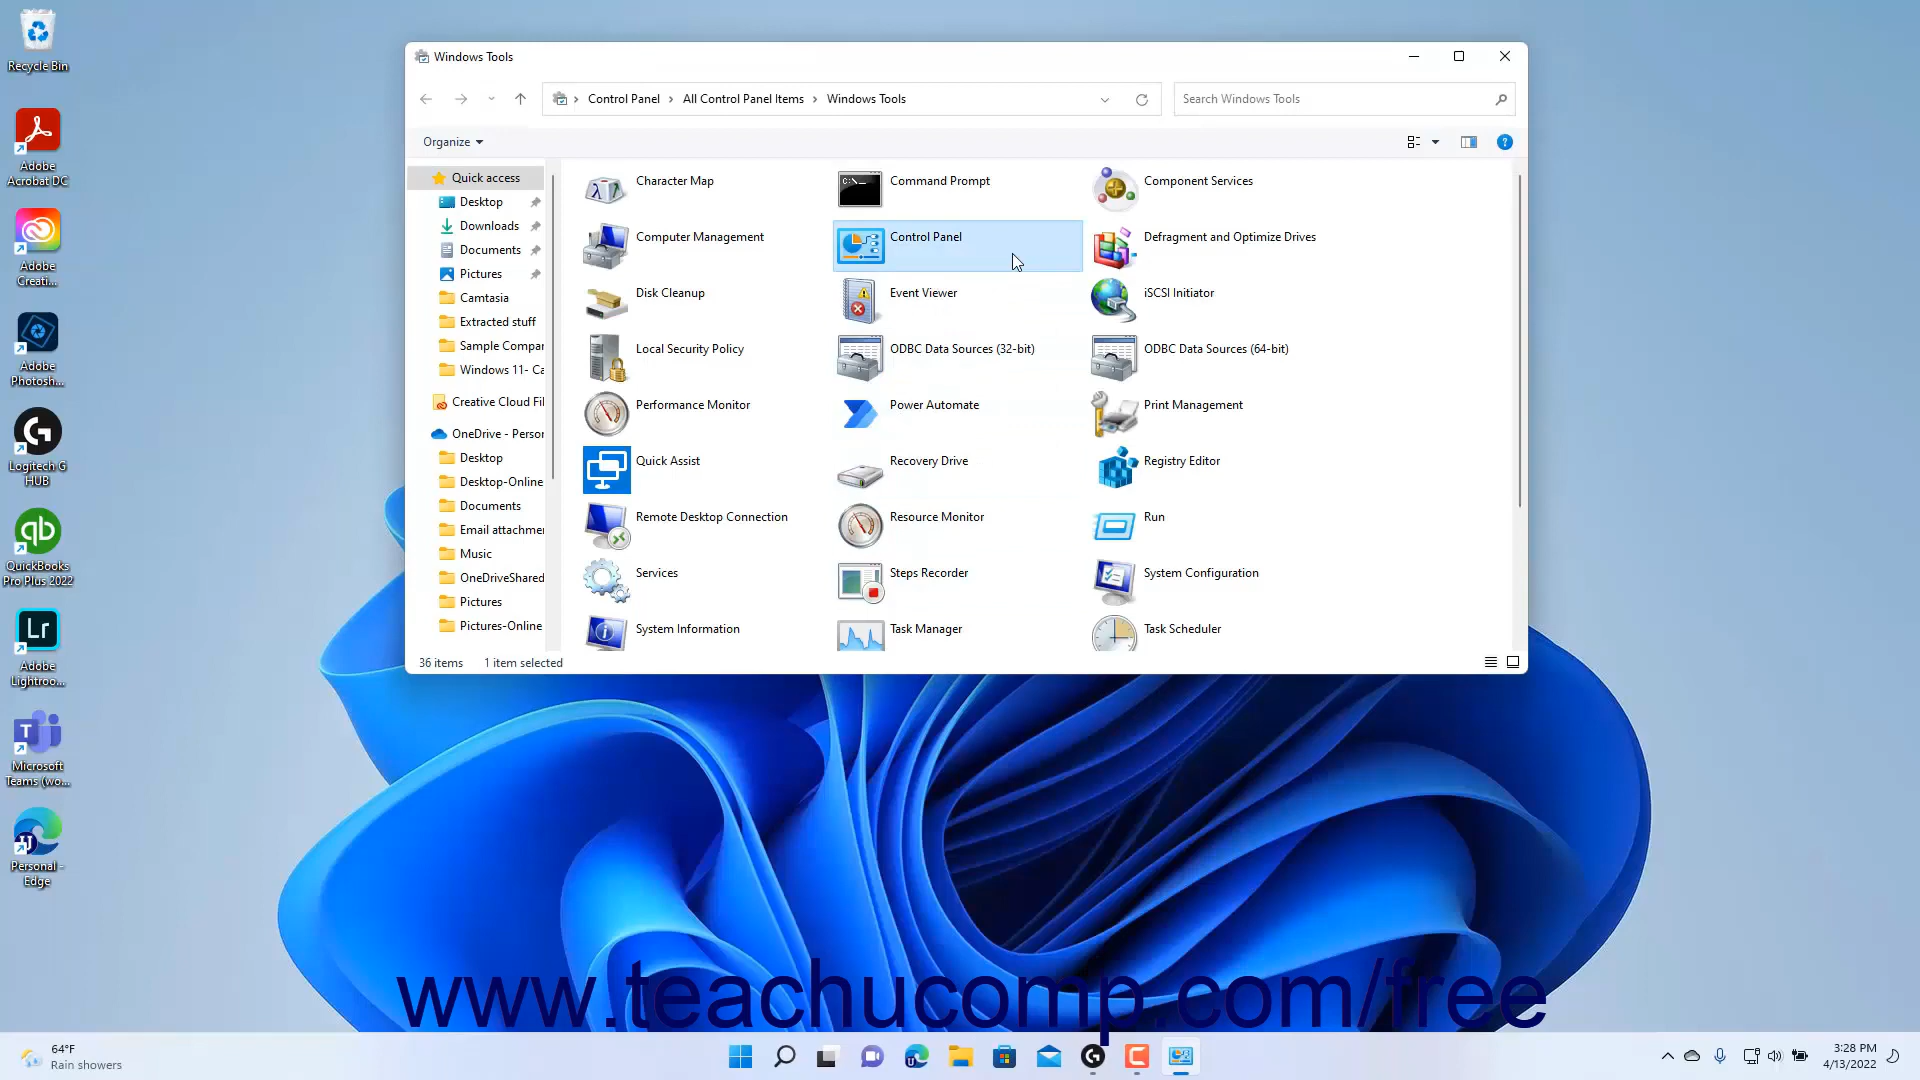 Recycle Bin
Adobe
Acrobat DC
Adobe
Creati...
Adobe
Photosh...
Logitech G
HUB
QuickBooks
Pro Plus 2022
Lr
Adobe
Lightroo...
Microsoft
Teams (wo...
Personal -
Edge
Windows Tools
Control Panel > All Control Panel Items > Windows Tools
Search Windows Tools
Organize
Quick access
Desktop
Downloads
Documents
Pictures
Camtasia
Extracted stuff
Sample Compar
Windows 11- Ca
Creative Cloud Fil
OneDrive - Person
Desktop
Desktop-Online
Documents
Email attachmen
Music
OneDriveShared
Pictures
Pictures-Online
Character Map
Command Prompt
Component Services
Computer Management
Control Panel
Defragment and Optimize Drives
Disk Cleanup
Event Viewer
iSCSI Initiator
Local Security Policy
ODBC Data Sources (32-bit)
ODBC Data Sources (64-bit)
Performance Monitor
Power Automate
Print Management
Quick Assist
Recovery Drive
Registry Editor
Remote Desktop Connection
Resource Monitor
Run
Services
Steps Recorder
System Configuration
System Information
Task Manager
Task Scheduler
36 items
1 item selected
www.teachucomp.com/free
64°F
Rain showers
3:28 PM
4/13/2022